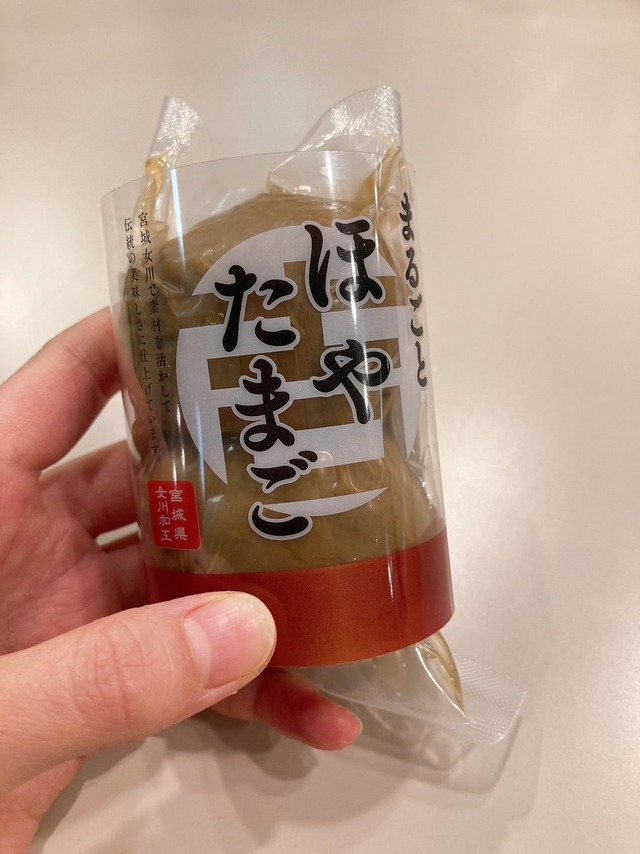 まるごと
ほや
たまご
宮城女川で素材を活かして
伝統の美味しさに仕上げています。
宮城県
女川加工